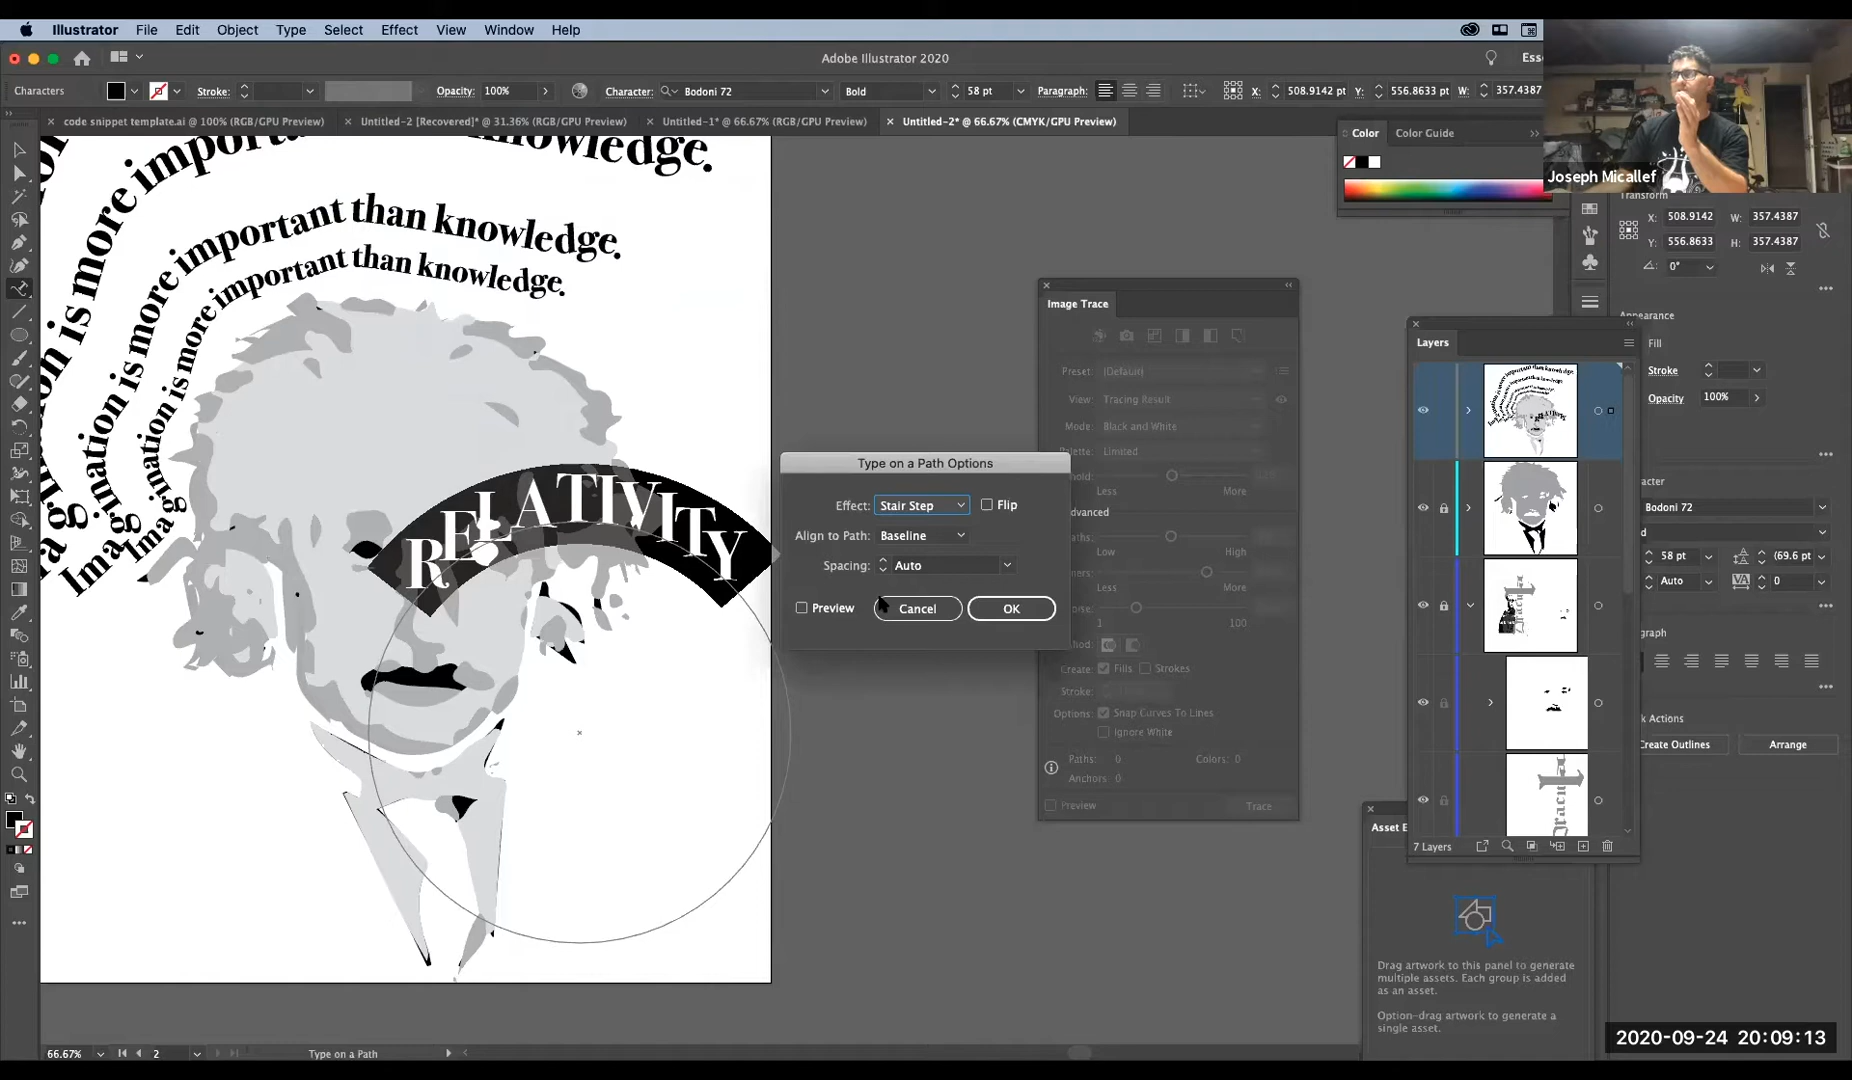 Illustrator File Edit Object Type Select Effect View Window Help
Adobe Illustrator 2020
Characters Stroke: Opacity: 100% Character: Bodoni 72 Bold 58 pt Paragraph: X: 508.9142 pt Y: 556.8633 pt W: 357.4387
code snippet template.ai @ 100% (RGB/GPU Preview)
Untitled-2 [Recovered]* @ 31.36% (RGB/GPU Preview)
Untitled-1* @ 66.67% (RGB/GPU Preview)
Untitled-2* @ 66.67% (CMYK/GPU Preview)
Color Color Guide
Joseph Micallef
Transform
X: 508.9142 W: 357.4387
Y: 556.8633 H: 357.4387
0°
Appearance
Fill
Stroke
Opacity 100%
Bodoni 72
58 pt (69.6 pt
Auto 0
Create Outlines Arrange
knowledge.
is more important than knowledge.
Imagination is more important than knowledge.
Imagination is more important than knowledge.
RELATIVITY
Type on a Path Options
Effect: Stair Step Flip
Align to Path: Baseline
Spacing: Auto
Preview Cancel OK
Image Trace
Preset: [Default]
View: Tracing Result
Mode: Black and White
Palette: Limited
Less More
Advanced
Low High
Less More
1 100
Create: Fills Strokes
Stroke:
Options: Snap Curves To Lines
Ignore White
Paths: 0 Colors: 0
Anchors: 0
Preview Trace
Layers
Dracula
7 Layers
Asset E
Drag artwork to this panel to generate
multiple assets. Each group is added
as an asset.
Option-drag artwork to generate a
single asset.
66.67% 2 Type on a Path
2020-09-24 20:09:13